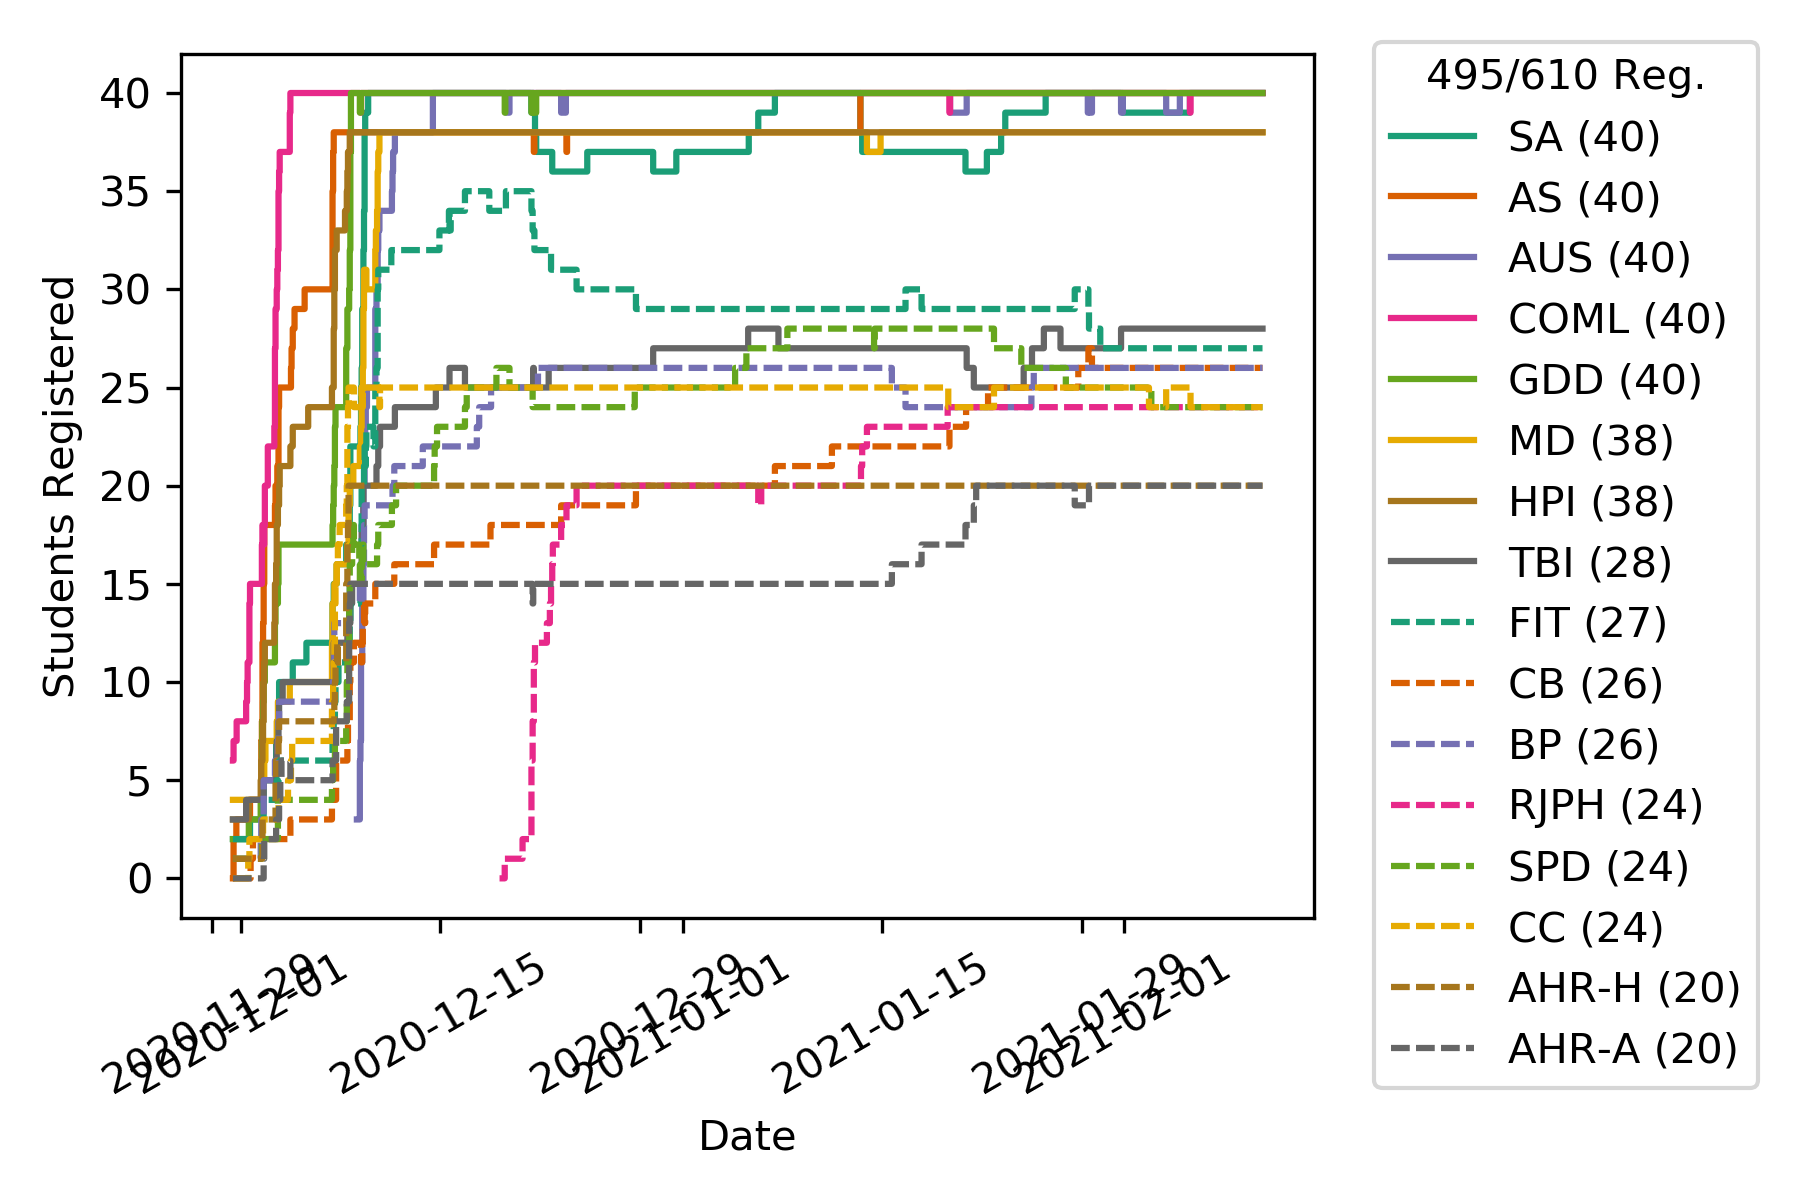 40
35
30
25
20
15
10
5
0
Students Registered
2020-11-29
2020-12-01
2020-12-15
2020-12-29
2021-01-01
2021-01-15
2021-01-29
2021-02-01
Date
495/610 Reg.
SA (40)
AS (40)
AUS (40)
COML (40)
GDD (40)
MD (38)
HPI (38)
TBI (28)
FIT (27)
CB (26)
BP (26)
RJPH (24)
SPD (24)
CC (24)
AHR-H (20)
AHR-A (20)